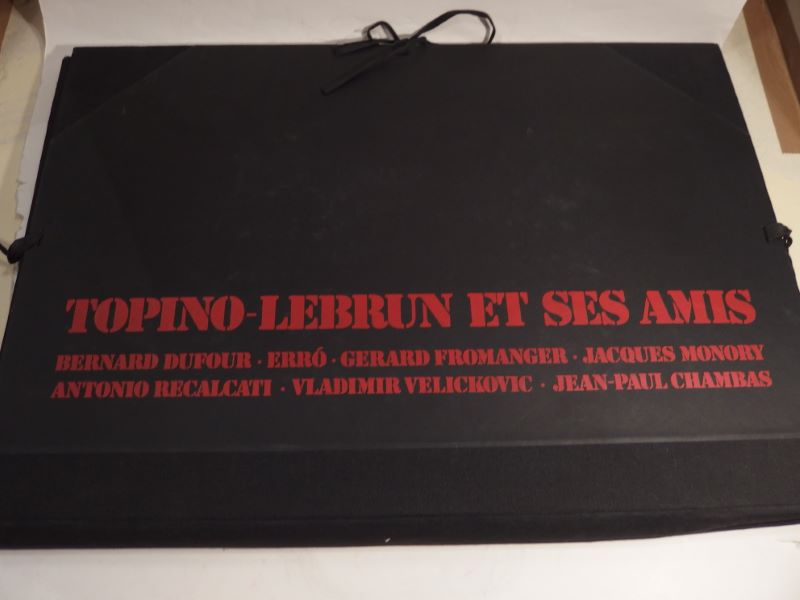 TOPINO-LEBRUN ET SES AMIS
BERNARD DUFOUR · ERRÓ · GERARD FROMANGER · JACQUES MONORY
ANTONIO RECALCATI · VLADIMIR VELICKOVIC · JEAN-PAUL CHAMBAS